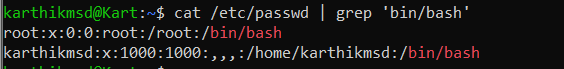 karthikmsd@Kart:~$ cat /etc/passwd | grep 'bin/bash'
root:x:0:0:root:/root:/bin/bash
karthikmsd:x:1000:1000:,,,:/home/karthikmsd:/bin/bash